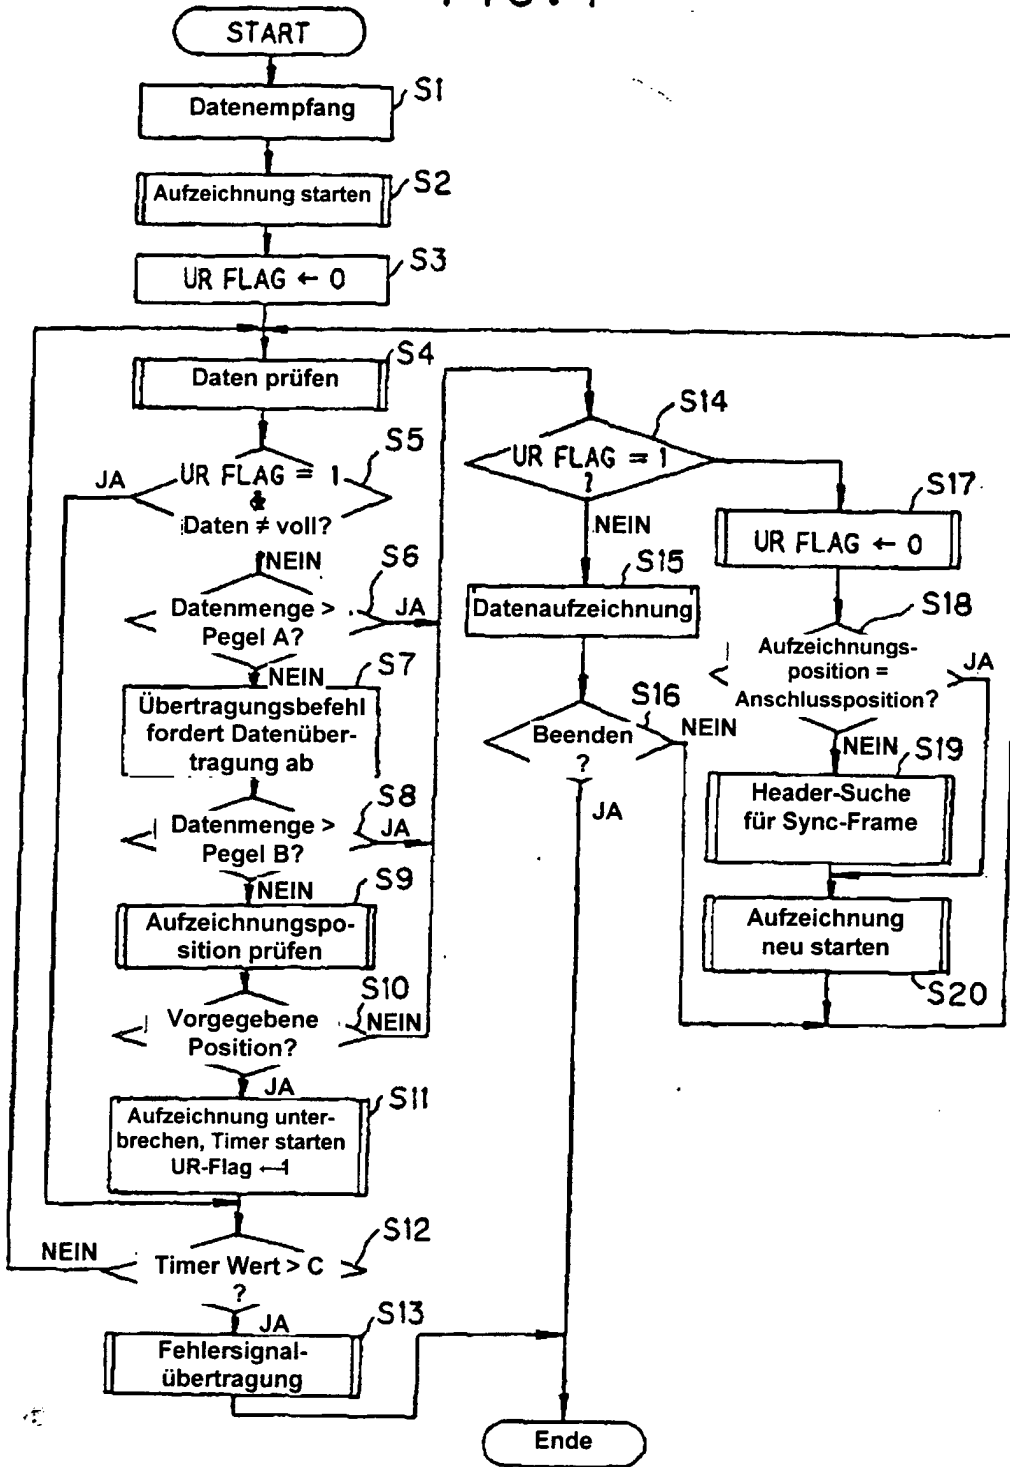 START
S1
Datenempfang
S2
Aufzeichnung starten
S3
UR FLAG ← 0
S4
Daten prüfen
S5
UR FLAG = 1
&
Daten ≠ voll?
JA
NEIN
S6
Datenmenge >
Pegel A?
JA
NEIN
S7
Übertragungsbefehl
fordert Datenüber-
tragung ab
S8
Datenmenge >
Pegel B?
JA
NEIN
S9
Aufzeichnungspo-
sition prüfen
S10
Vorgegebene
Position?
NEIN
JA
S11
Aufzeichnung unter-
brechen, Timer starten
UR-Flag ←1
S12
Timer Wert > C
?
NEIN
JA
S13
Fehlersignal-
übertragung
S14
UR FLAG = 1
?
NEIN
S15
Datenaufzeichnung
S16
Beenden
?
NEIN
JA
S17
UR FLAG ← 0
S18
Aufzeichnungs-
position =
Anschlussposition?
JA
NEIN
S19
Header-Suche
für Sync-Frame
Aufzeichnung
neu starten
S20
Ende